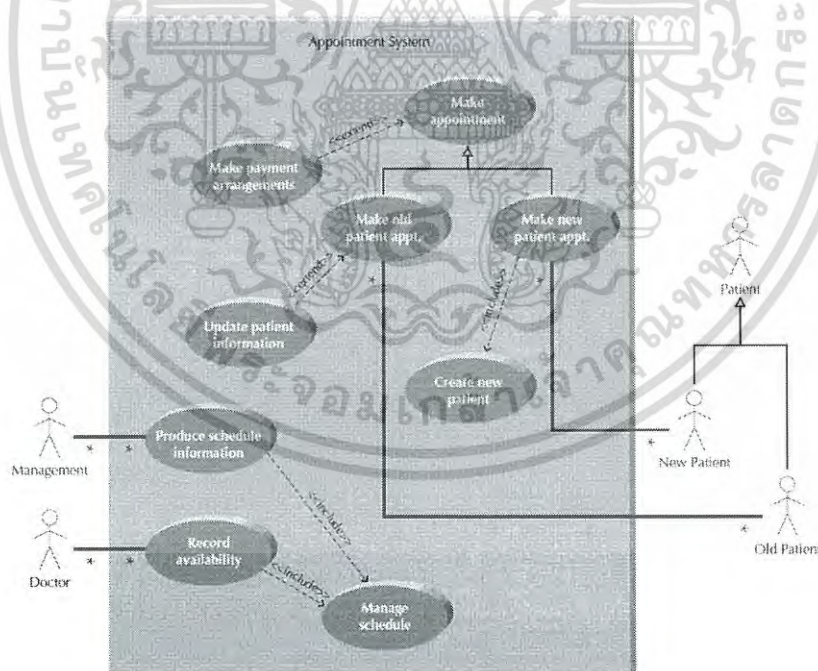 Appointment System
Make
appointment
<<extend>>
Make payment
arrangements
Make old
patient appt.
Make new
patient appt.
*
*
<<extend>>
<<include>>
Patient
Update patient
information
Create new
patient
Management
*
*
Produce schedule
information
*
New Patient
<<include>>
Doctor
*
*
Record
availability
<<include>>
*
Old Patient
Manage
schedule